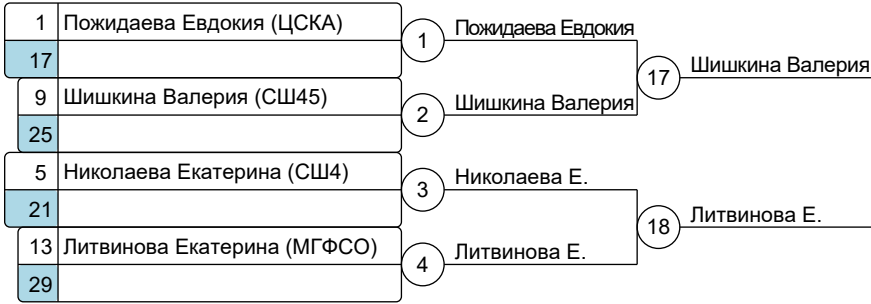 1 Пожидаева Евдокия (ЦСКА)
17
1
Пожидаева Евдокия
9 Шишкина Валерия (СШ45)
25
2
Шишкина Валерия
17
Шишкина Валерия
5 Николаева Екатерина (СШ4)
21
3
Николаева Е.
13 Литвинова Екатерина (МГФСО)
29
4
Литвинова Е.
18
Литвинова Е.